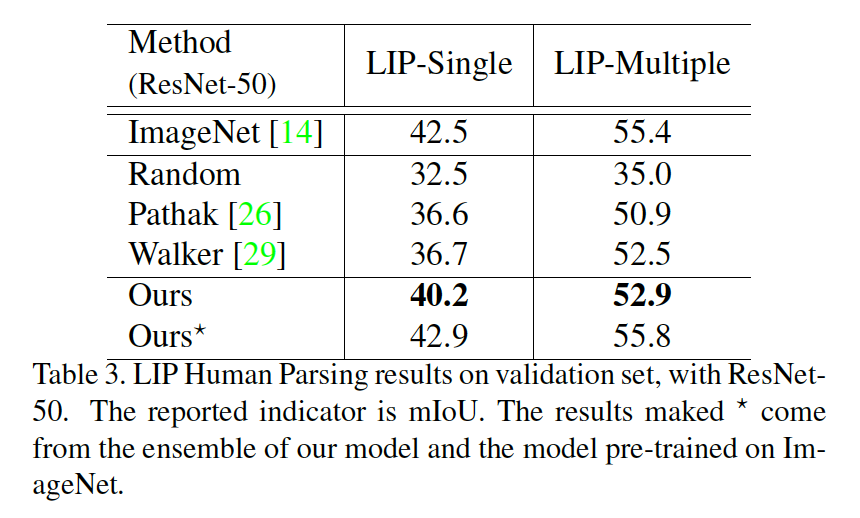 Method (ResNet-50) LIP-Single LIP-Multiple
ImageNet [14] 42.5 55.4
Random 32.5 35.0
Pathak [26] 36.6 50.9
Walker [29] 36.7 52.5
Ours 40.2 52.9
Ours* 42.9 55.8
Table 3. LIP Human Parsing results on validation set, with ResNet-
50. The reported indicator is mIoU. The results maked * come
from the ensemble of our model and the model pre-trained on Im-
ageNet.